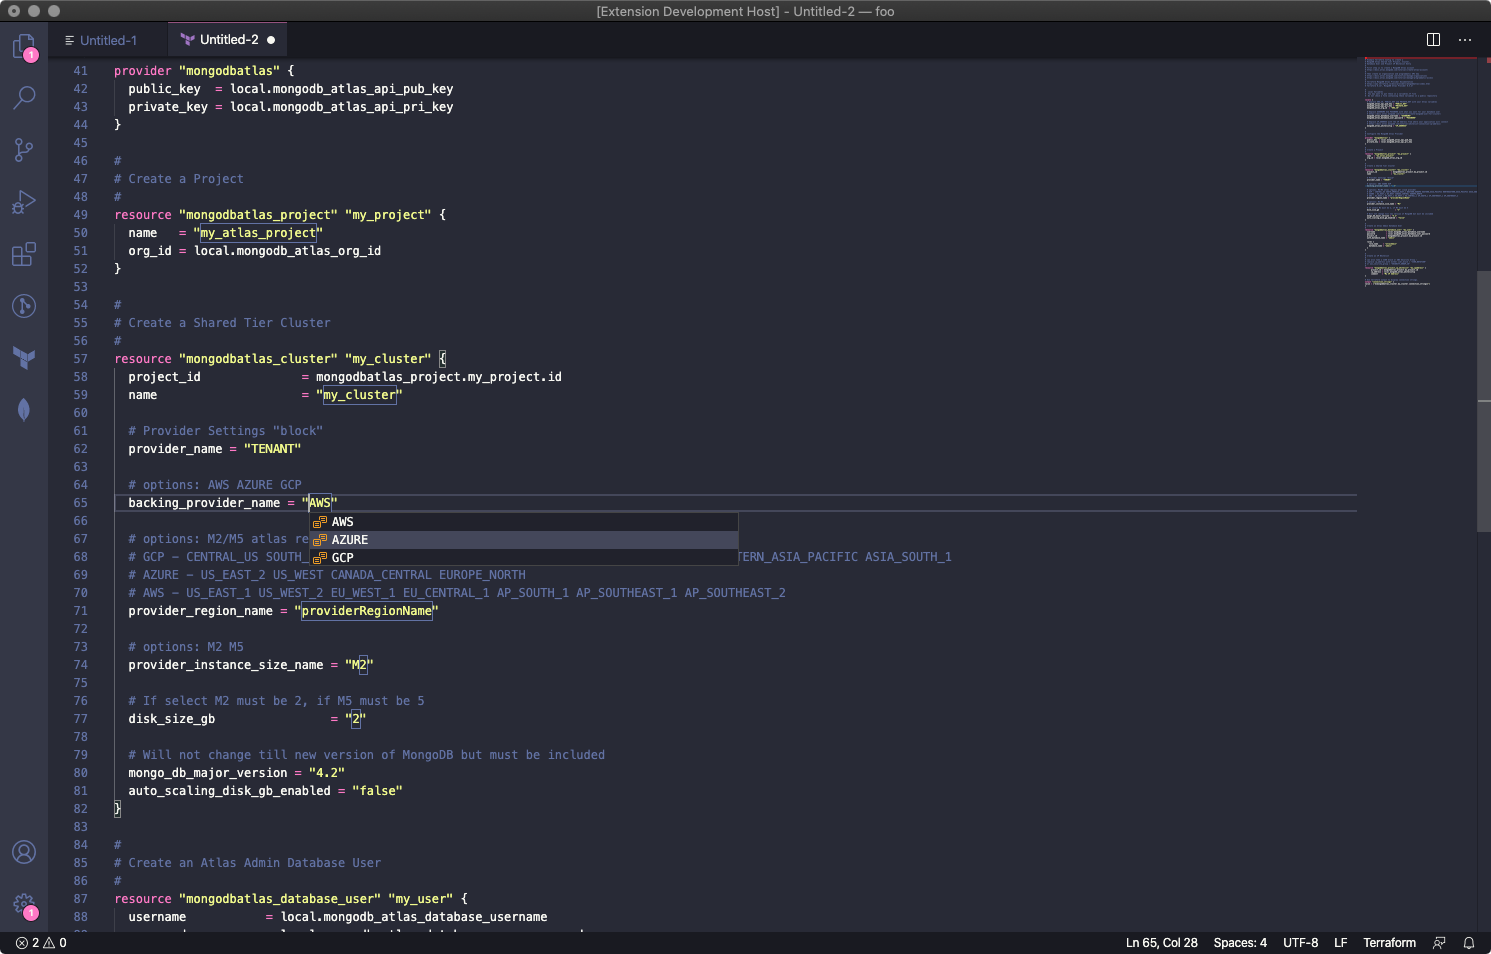 [Extension Development Host] - Untitled-2 — foo
Untitled-1
Untitled-2
1
41 provider "mongodbatlas" {
42 public_key = local.mongodb_atlas_api_pub_key
43 private_key = local.mongodb_atlas_api_pri_key
44 }
45
46 #
47 # Create a Project
48 #
49 resource "mongodbatlas_project" "my_project" {
50 name = "my_atlas_project"
51 org_id = local.mongodb_atlas_org_id
52 }
53
54 #
55 # Create a Shared Tier Cluster
56 #
57 resource "mongodbatlas_cluster" "my_cluster" {
58 project_id = mongodbatlas_project.my_project.id
59 name = "my_cluster"
60
61 # Provider Settings "block"
62 provider_name = "TENANT"
63
64 # options: AWS AZURE GCP
65 backing_provider_name = "AWS"
66 AWS
67 # options: M2/M5 atlas re AZURE
68 # GCP - CENTRAL_US SOUTH_ GCP TERN_ASIA_PACIFIC ASIA_SOUTH_1
69 # AZURE - US_EAST_2 US_WEST CANADA_CENTRAL EUROPE_NORTH
70 # AWS - US_EAST_1 US_WEST_2 EU_WEST_1 EU_CENTRAL_1 AP_SOUTH_1 AP_SOUTHEAST_1 AP_SOUTHEAST_2
71 provider_region_name = "providerRegionName"
72
73 # options: M2 M5
74 provider_instance_size_name = "M2"
75
76 # If select M2 must be 2, if M5 must be 5
77 disk_size_gb = "2"
78
79 # Will not change till new version of MongoDB but must be included
80 mongo_db_major_version = "4.2"
81 auto_scaling_disk_gb_enabled = "false"
82 }
83
84 #
85 # Create an Atlas Admin Database User
86 #
87 resource "mongodbatlas_database_user" "my_user" {
88 username = local.mongodb_atlas_database_username
1
2 0
Ln 65, Col 28 Spaces: 4 UTF-8 LF Terraform